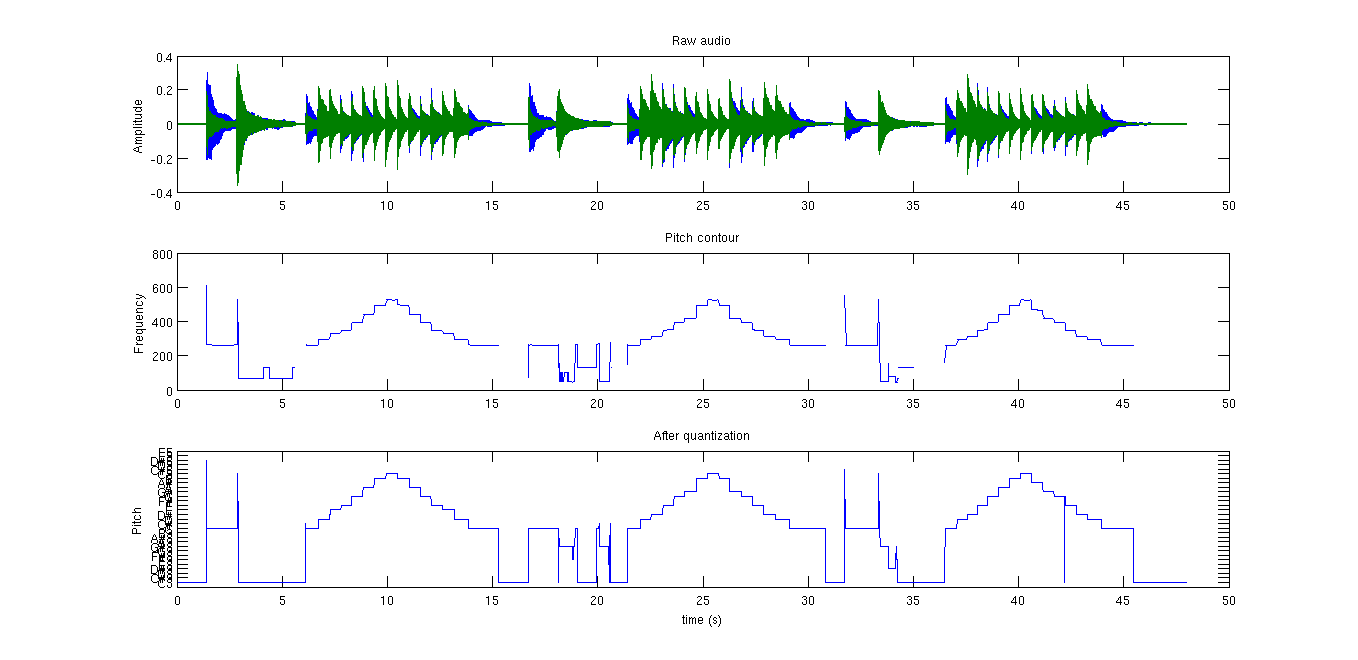 Raw audio
Amplitude
0.4
0.2
0
-0.2
-0.4
0 5 10 15 20 25 30 35 40 45 50
Pitch contour
Frequency
800
600
400
200
0
0 5 10 15 20 25 30 35 40 45 50
After quantization
Pitch
0 5 10 15 20 25 30 35 40 45 50
time (s)